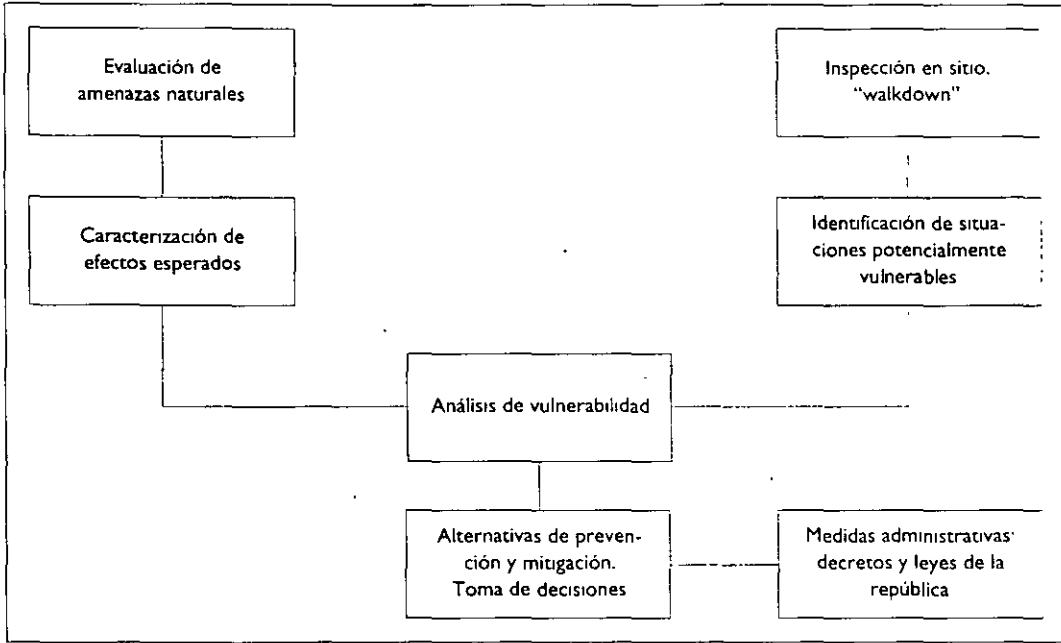 Evaluación de
amenazas naturales
Inspección en sitio.
"walkdown"
Caracterización de
efectos esperados
Identificación de situa-
ciones potencialmente
vulnerables
Análisis de vulnerabilidad
Alternativas de preven-
ción y mitigación.
Toma de decisiones
Medidas administrativas:
decretos y leyes de la
república